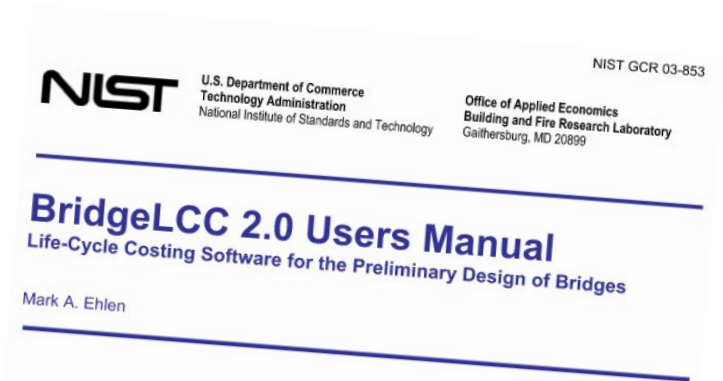 NIST GCR 03-853
NIST
U.S. Department of Commerce
Technology Administration
National Institute of Standards and Technology
Office of Applied Economics
Building and Fire Research Laboratory
Gaithersburg, MD 20899
BridgeLCC 2.0 Users Manual
Life-Cycle Costing Software for the Preliminary Design of Bridges
Mark A. Ehlen